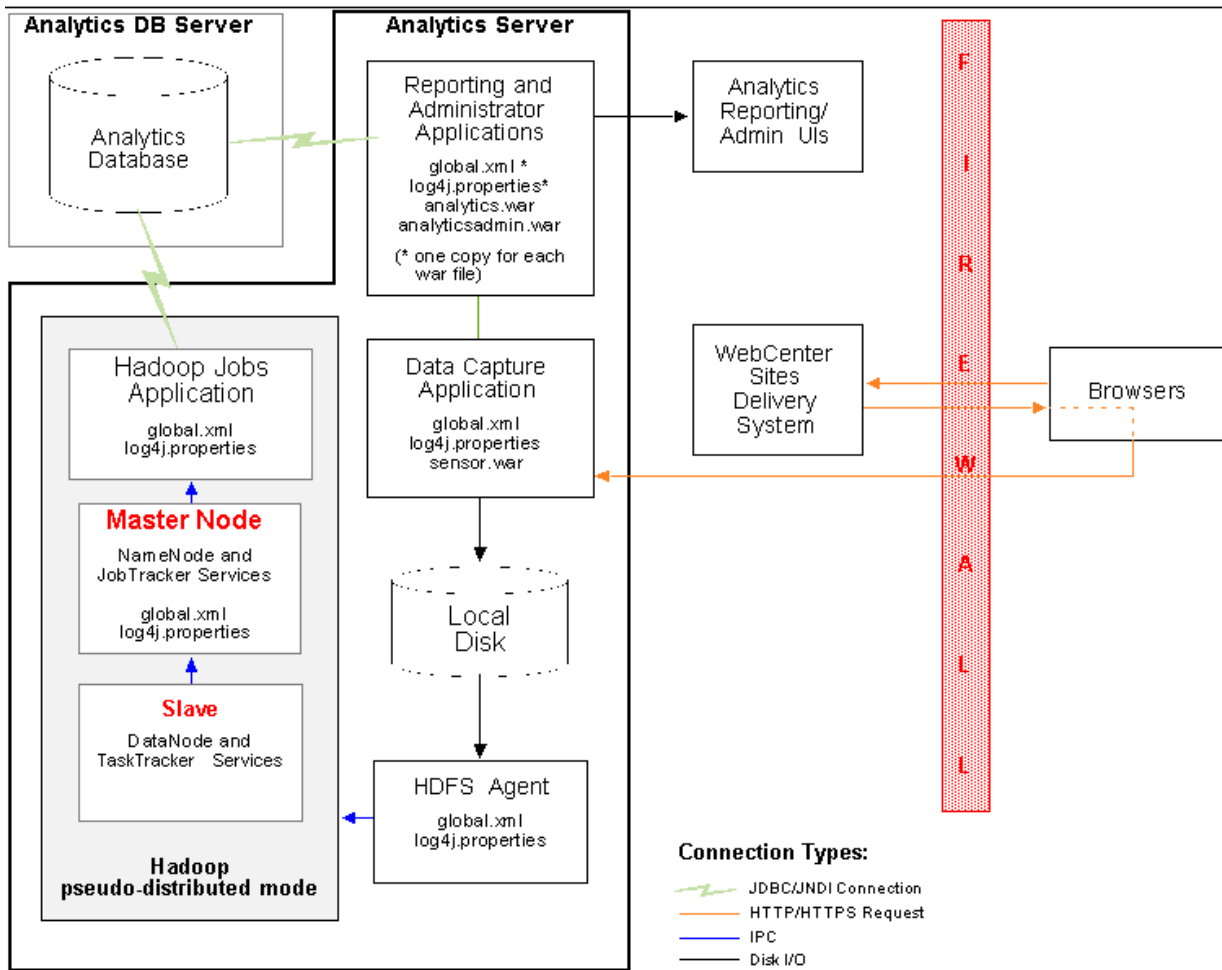 Analytics DB Server
Analytics
Database
Analytics Server
Reporting and
Administrator
Applications
global.xml *
log4j.properties*
analytics.war
analyticsadmin.war
(* one copy for each
war file)
Analytics
Reporting/
Admin UIs
Hadoop Jobs
Application
global.xml
log4j.properties
Master Node
NameNode and
JobTracker Services
global.xml
log4j.properties
Slave
DataNode and
TaskTracker Services
Hadoop
pseudo-distributed mode
Data Capture
Application
global.xml
log4j.properties
sensor.war
Local
Disk
HDFS Agent
global.xml
log4j.properties
WebCenter
Sites
Delivery
System
F
I
R
E
W
A
L
L
Browsers
Connection Types:
JDBC/JNDI Connection
HTTP/HTTPS Request
IPC
Disk I/O